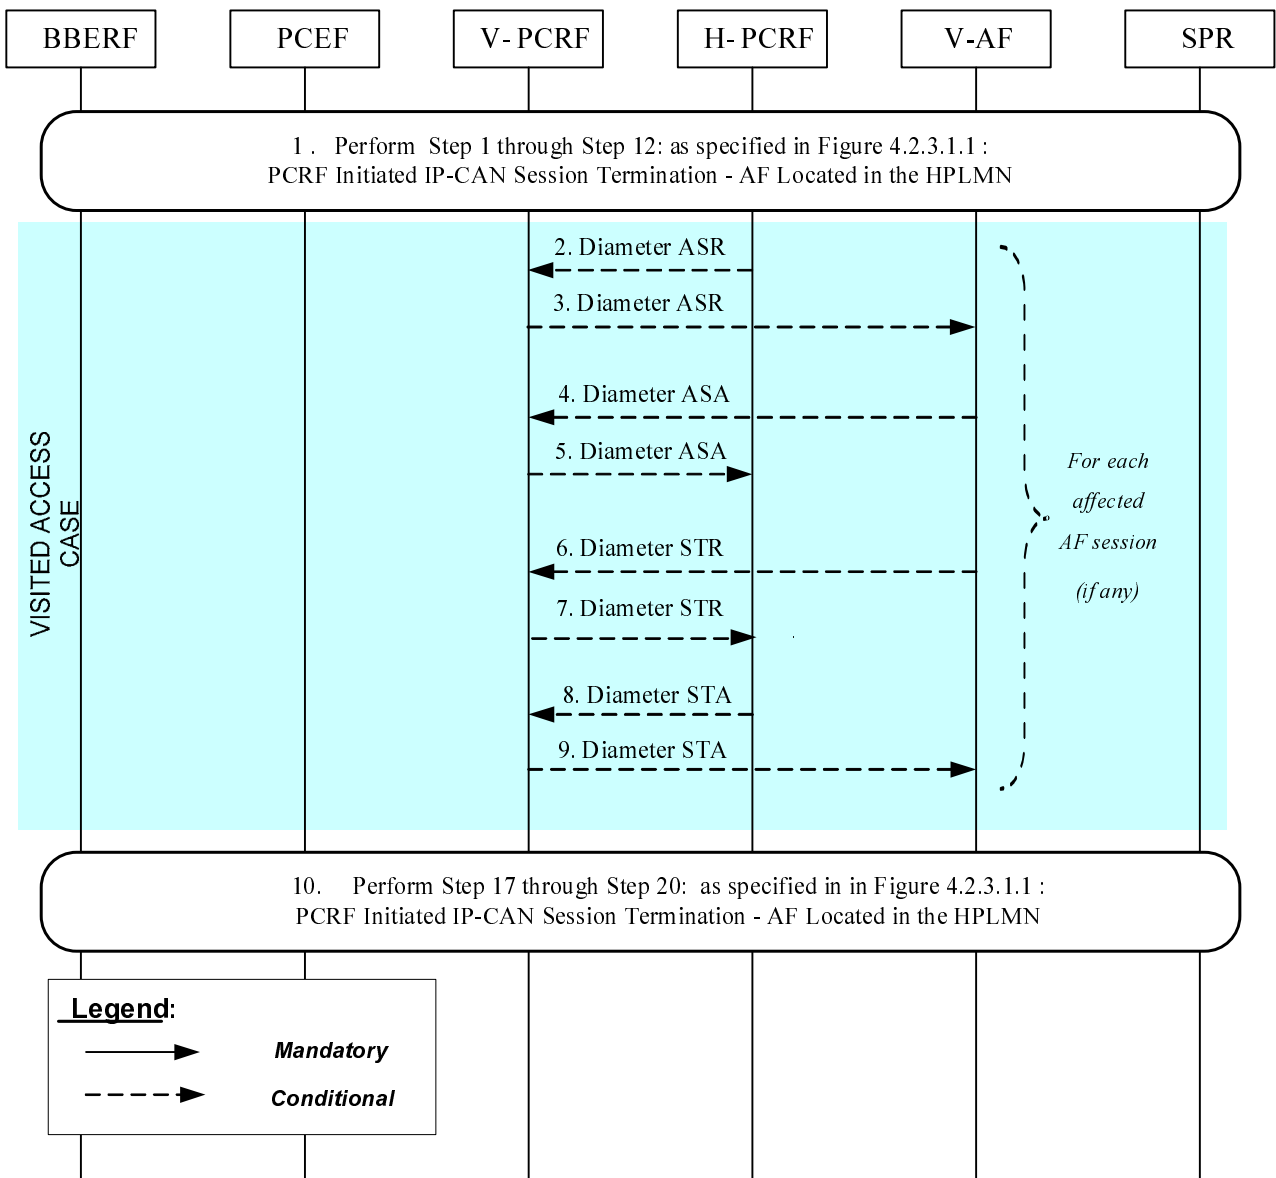 BBERF
PCEF
V- PCRF
H- PCRF
V-AF
SPR
1 . Perform Step 1 through Step 12: as specified in Figure 4.2.3.1.1 :
PCRF Initiated IP-CAN Session Termination - AF Located in the HPLMN
2. Diameter ASR
3. Diameter ASR
4. Diameter ASA
5. Diameter ASA
6. Diameter STR
7. Diameter STR
8. Diameter STA
9. Diameter STA
For each
affected
AF session
(if any)
VISITED ACCESS
CASE
10. Perform Step 17 through Step 20: as specified in in Figure 4.2.3.1.1 :
PCRF Initiated IP-CAN Session Termination - AF Located in the HPLMN
Legend:
Mandatory
Conditional